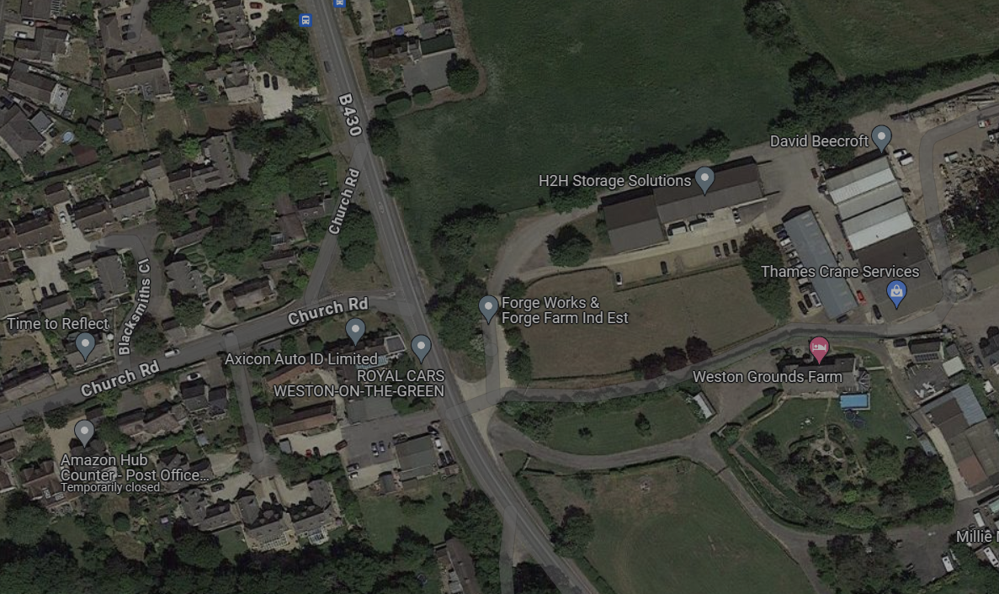 B430
David Beecroft
H2H Storage Solutions
Church Rd
Thames Crane Services
Blacksmiths Cl
Church Rd
Forge Works &
Forge Farm Ind Est
Time to Reflect
Axicon Auto ID Limited
Church Rd
ROYAL CARS
WESTON-ON-THE-GREEN
Weston Grounds Farm
Amazon Hub
Counter - Post Office...
Temporarily closed
Millie